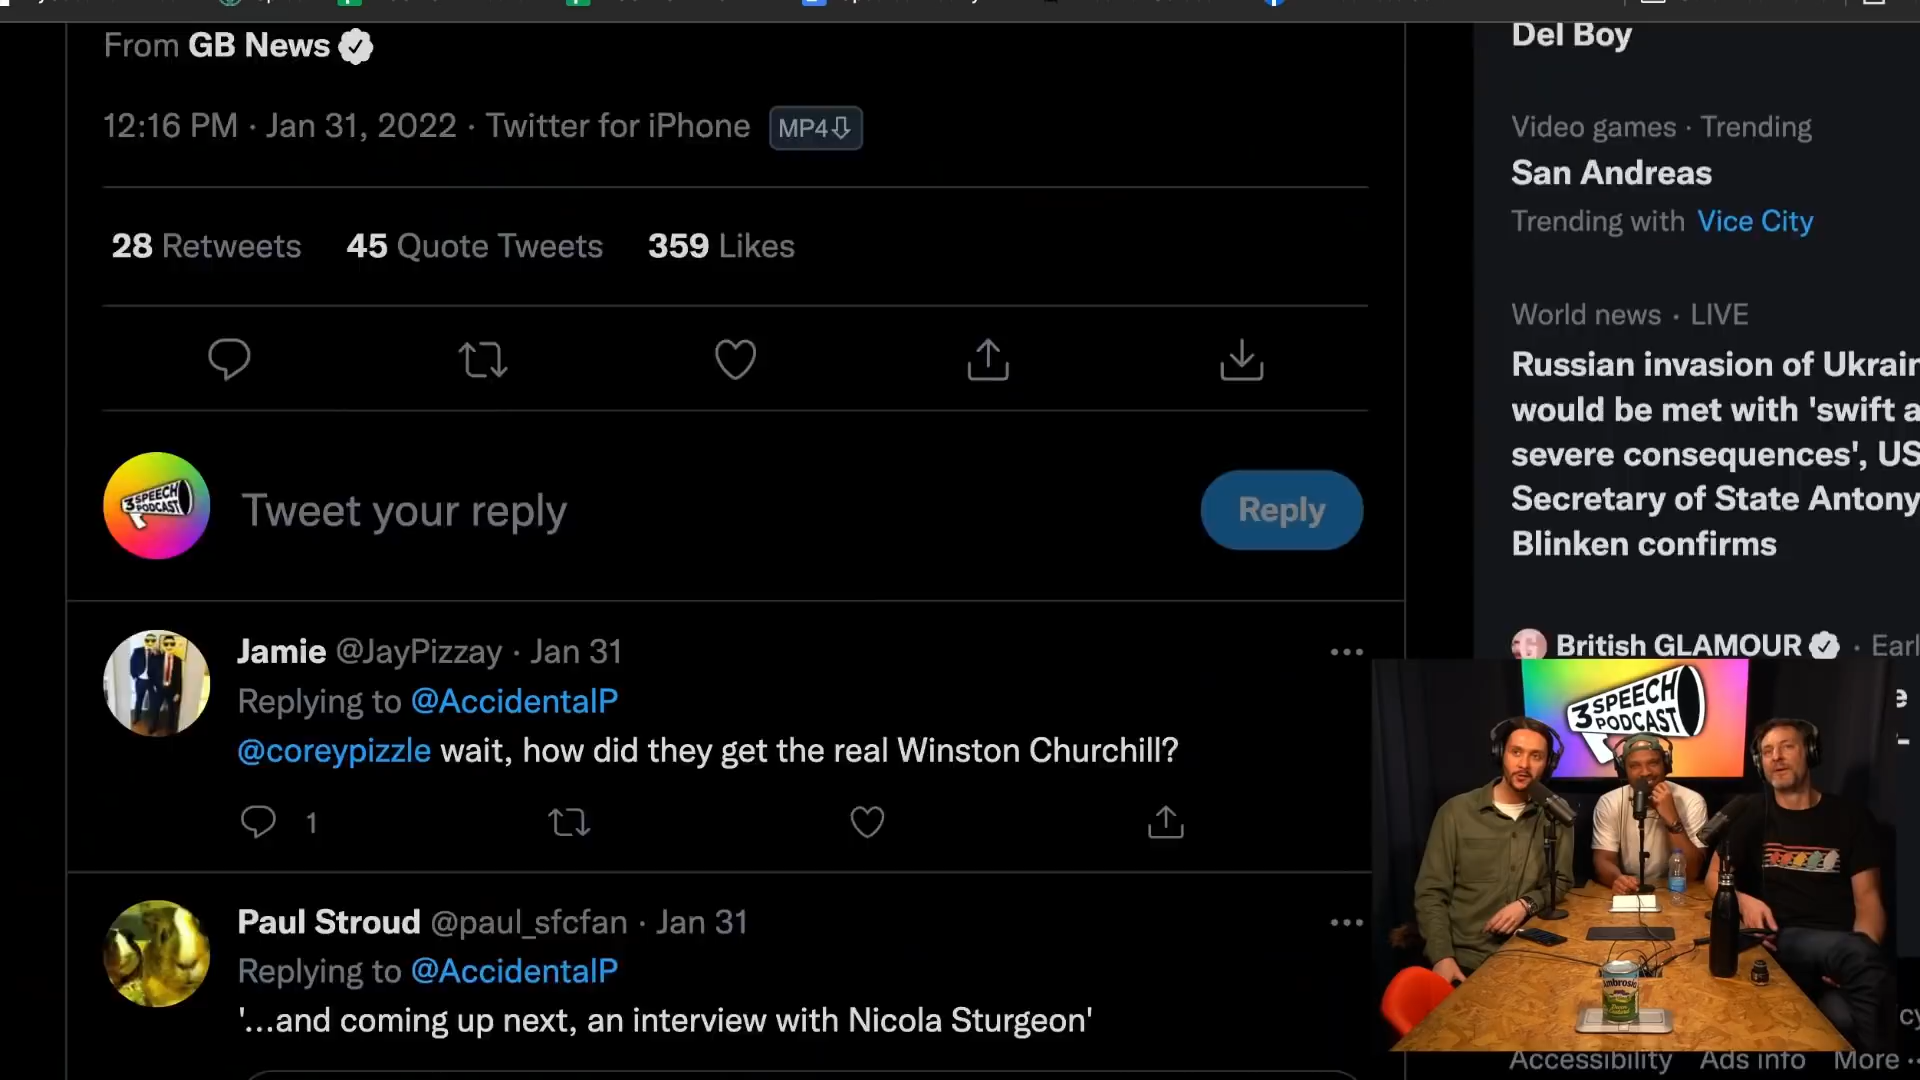 From GB News
12:16 PM · Jan 31, 2022 · Twitter for iPhone MP4
28 Retweets 45 Quote Tweets 359 Likes
3 SPEECH
PODCAST
Tweet your reply
Reply
Jamie @JayPizzay · Jan 31
Replying to @AccidentalP
@coreypizzle wait, how did they get the real Winston Churchill?
1
Paul Stroud @paul_sfcfan · Jan 31
Replying to @AccidentalP
'...and coming up next, an interview with Nicola Sturgeon'
Del Boy
Video games · Trending
San Andreas
Trending with Vice City
World news · LIVE
Russian invasion of Ukrain
would be met with 'swift a
severe consequences', US
Secretary of State Antony
Blinken confirms
British GLAMOUR · Earl
3 SPEECH
PODCAST
Ambrosia
Accessibility Ads info More